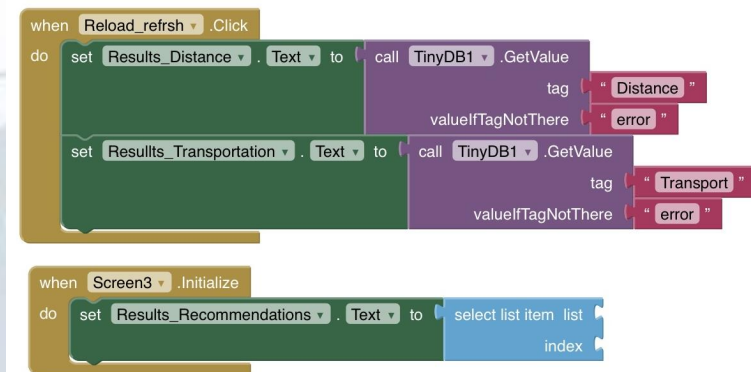 when Reload_refrsh .Click
do set Results_Distance . Text to call TinyDB1 .GetValue
tag " Distance "
valueIfTagNotThere " error "
set Resullts_Transportation . Text to call TinyDB1 .GetValue
tag " Transport "
valueIfTagNotThere " error "
when Screen3 .Initialize
do set Results_Recommendations . Text to select list item list
index